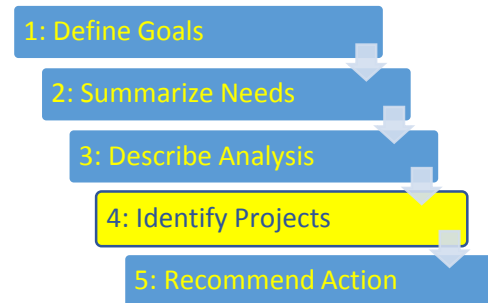 1: Define Goals
2: Summarize Needs
3: Describe Analysis
4: Identify Projects
5: Recommend Action